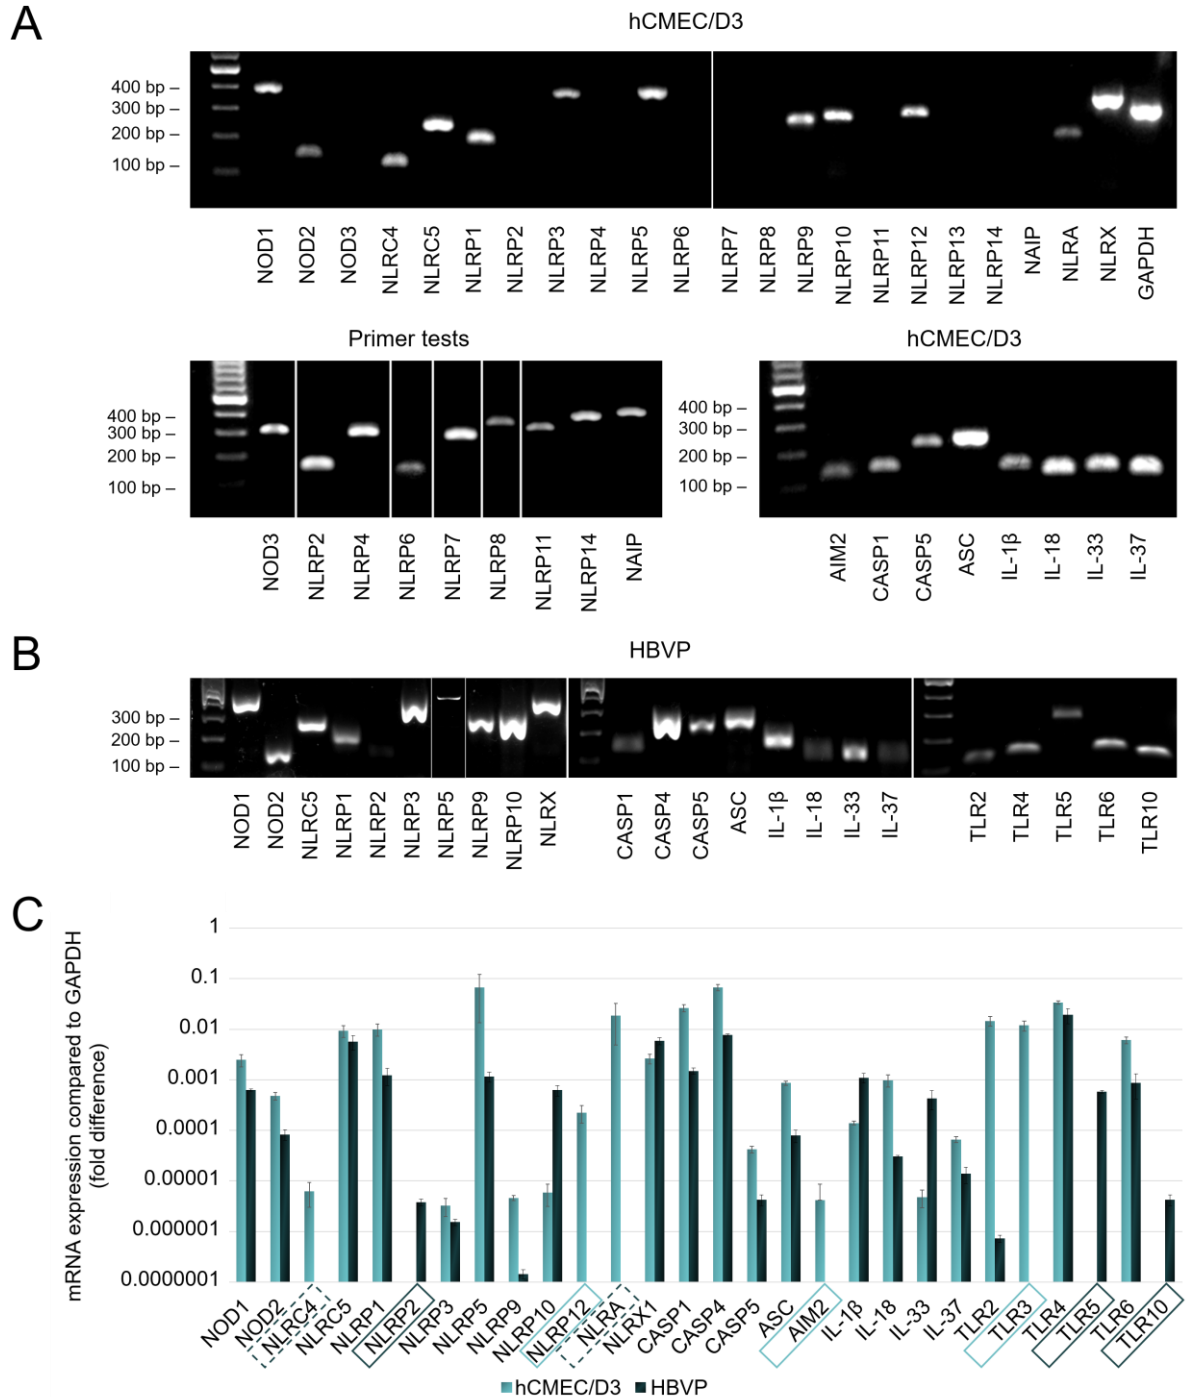 A
hCMEC/D3
400 bp –
300 bp –
200 bp –
100 bp –
NOD1 NOD2 NOD3 NLRC4 NLRC5 NLRP1 NLRP2 NLRP3 NLRP4 NLRP5 NLRP6 NLRP7 NLRP8 NLRP9 NLRP10 NLRP11 NLRP12 NLRP13 NLRP14 NAIP NLRA NLRX GAPDH
Primer tests
400 bp –
300 bp –
200 bp –
100 bp –
NOD3 NLRP2 NLRP4 NLRP6 NLRP7 NLRP8 NLRP11 NLRP14 NAIP
hCMEC/D3
400 bp –
300 bp –
200 bp –
100 bp –
AIM2 CASP1 CASP5 ASC IL-1β IL-18 IL-33 IL-37
B
HBVP
300 bp –
200 bp –
100 bp –
NOD1 NOD2 NLRC5 NLRP1 NLRP2 NLRP3 NLRP5 NLRP9 NLRP10 NLRX CASP1 CASP4 CASP5 ASC IL-1β IL-18 IL-33 IL-37 TLR2 TLR4 TLR5 TLR6 TLR10
C
mRNA expression compared to GAPDH
(fold difference)
1
0.1
0.01
0.001
0.0001
0.00001
0.000001
0.0000001
NOD1 NOD2 NLRC4 NLRC5 NLRP1 NLRP2 NLRP3 NLRP5 NLRP9 NLRP10 NLRP12 NLRA NLRX1 CASP1 CASP4 CASP5 ASC AIM2 IL-1β IL-18 IL-33 IL-37 TLR2 TLR3 TLR4 TLR5 TLR6 TLR10
hCMEC/D3 HBVP